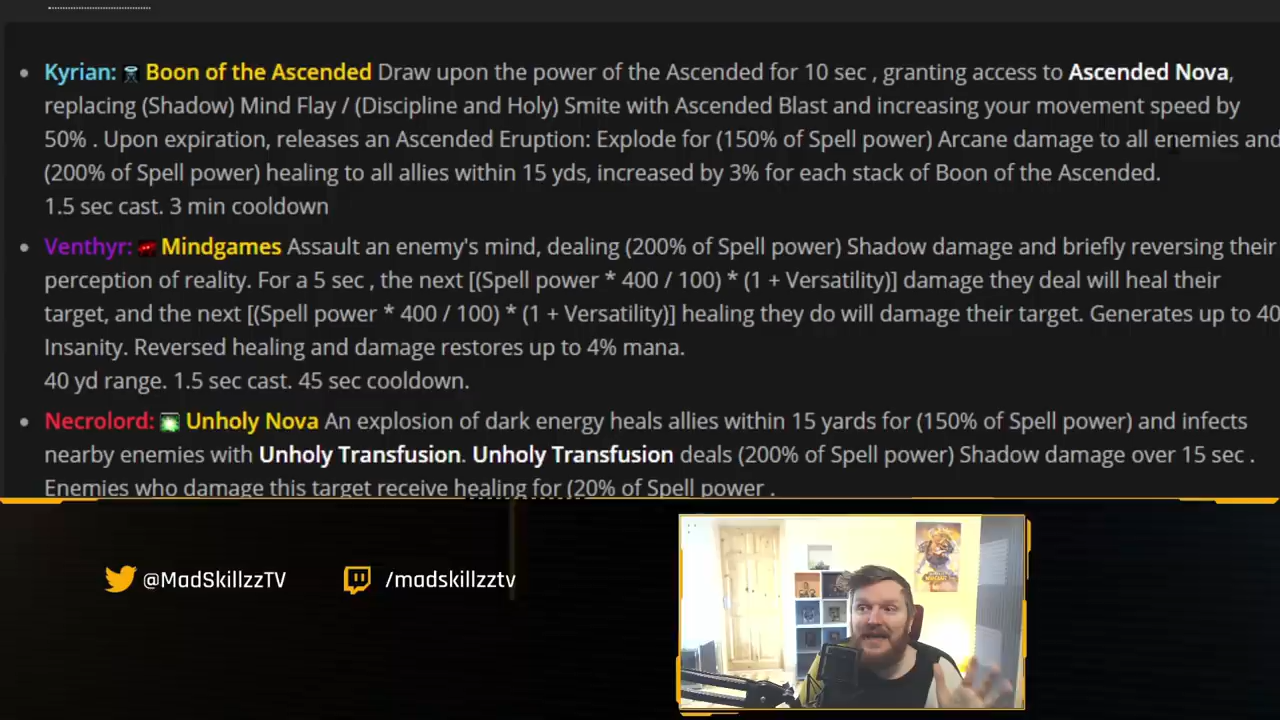 Kyrian: Boon of the Ascended Draw upon the power of the Ascended for 10 sec , granting access to Ascended Nova,
replacing (Shadow) Mind Flay / (Discipline and Holy) Smite with Ascended Blast and increasing your movement speed by
50% . Upon expiration, releases an Ascended Eruption: Explode for (150% of Spell power) Arcane damage to all enemies and
(200% of Spell power) healing to all allies within 15 yds, increased by 3% for each stack of Boon of the Ascended.
1.5 sec cast. 3 min cooldown
Venthyr: Mindgames Assault an enemy's mind, dealing (200% of Spell power) Shadow damage and briefly reversing their
perception of reality. For a 5 sec , the next [(Spell power * 400 / 100) * (1 + Versatility)] damage they deal will heal their
target, and the next [(Spell power * 400 / 100) * (1 + Versatility)] healing they do will damage their target. Generates up to 40
Insanity. Reversed healing and damage restores up to 4% mana.
40 yd range. 1.5 sec cast. 45 sec cooldown.
Necrolord: Unholy Nova An explosion of dark energy heals allies within 15 yards for (150% of Spell power) and infects
nearby enemies with Unholy Transfusion. Unholy Transfusion deals (200% of Spell power) Shadow damage over 15 sec .
Enemies who damage this target receive healing for (20% of Spell power .
@MadSkillzzTV
/madskillzztv